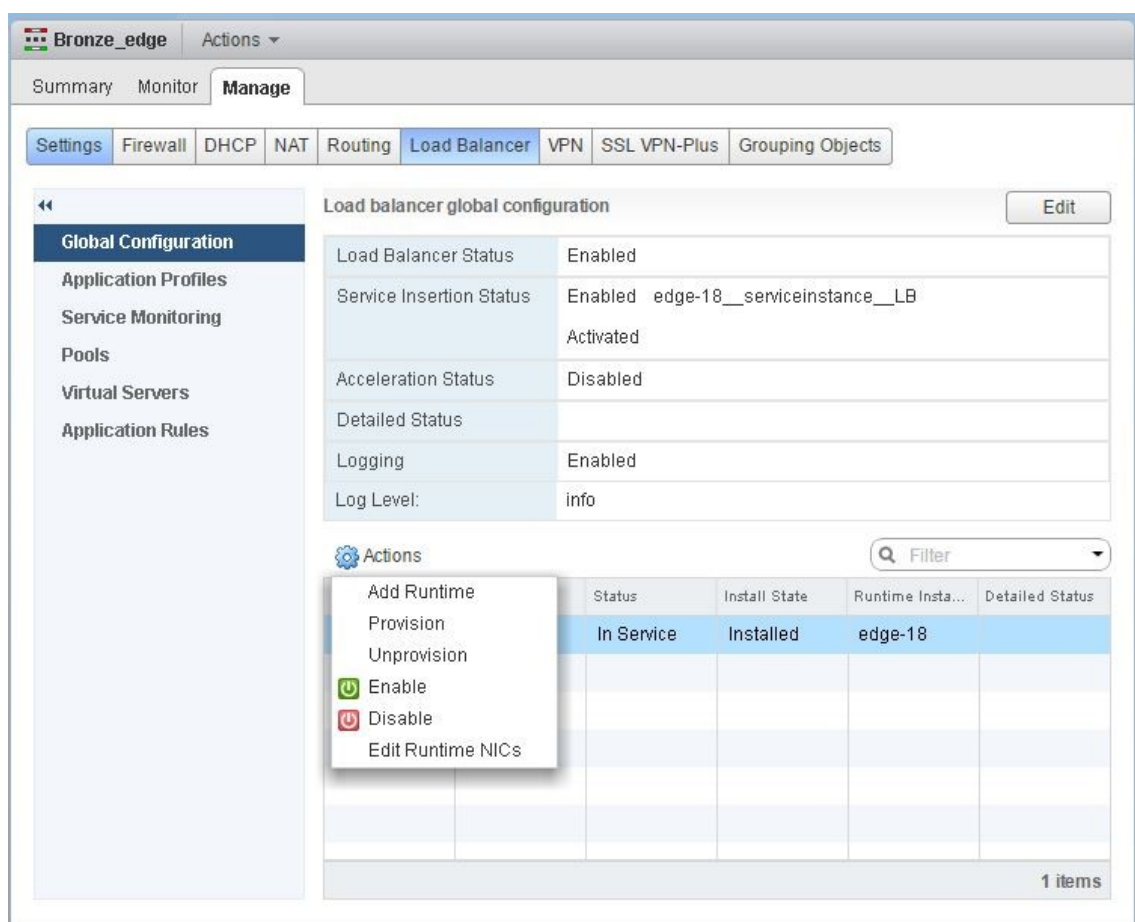 Bronze_edge Actions
Summary Monitor Manage
Settings Firewall DHCP NAT Routing Load Balancer VPN SSL VPN-Plus Grouping Objects
Global Configuration
Application Profiles
Service Monitoring
Pools
Virtual Servers
Application Rules
Load balancer global configuration Edit
Load Balancer Status Enabled
Service Insertion Status Enabled edge-18__serviceinstance__LB
Activated
Acceleration Status Disabled
Detailed Status
Logging Enabled
Log Level: info
Actions Filter
Add Runtime
Provision
Unprovision
Enable
Disable
Edit Runtime NICs
Status Install State Runtime Insta... Detailed Status
In Service Installed edge-18
1 items